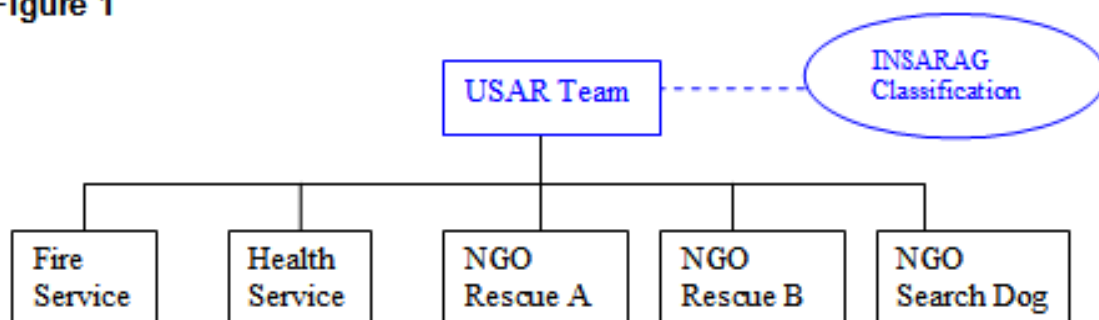 Figure 1
INSARAG
Classification
USAR Team
Fire
Service
Health
Service
NGO
Rescue A
NGO
Rescue B
NGO
Search Dog